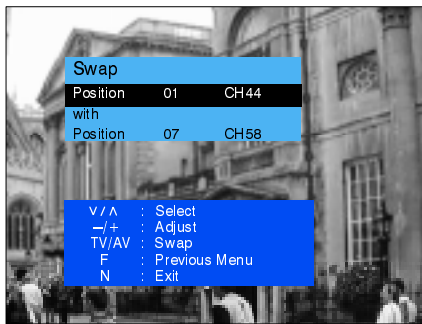 Swap
Position 01 CH44
with
Position 07 CH58
∨/∧ : Select
−/+ : Adjust
TV/AV : Swap
F : Previous Menu
N : Exit